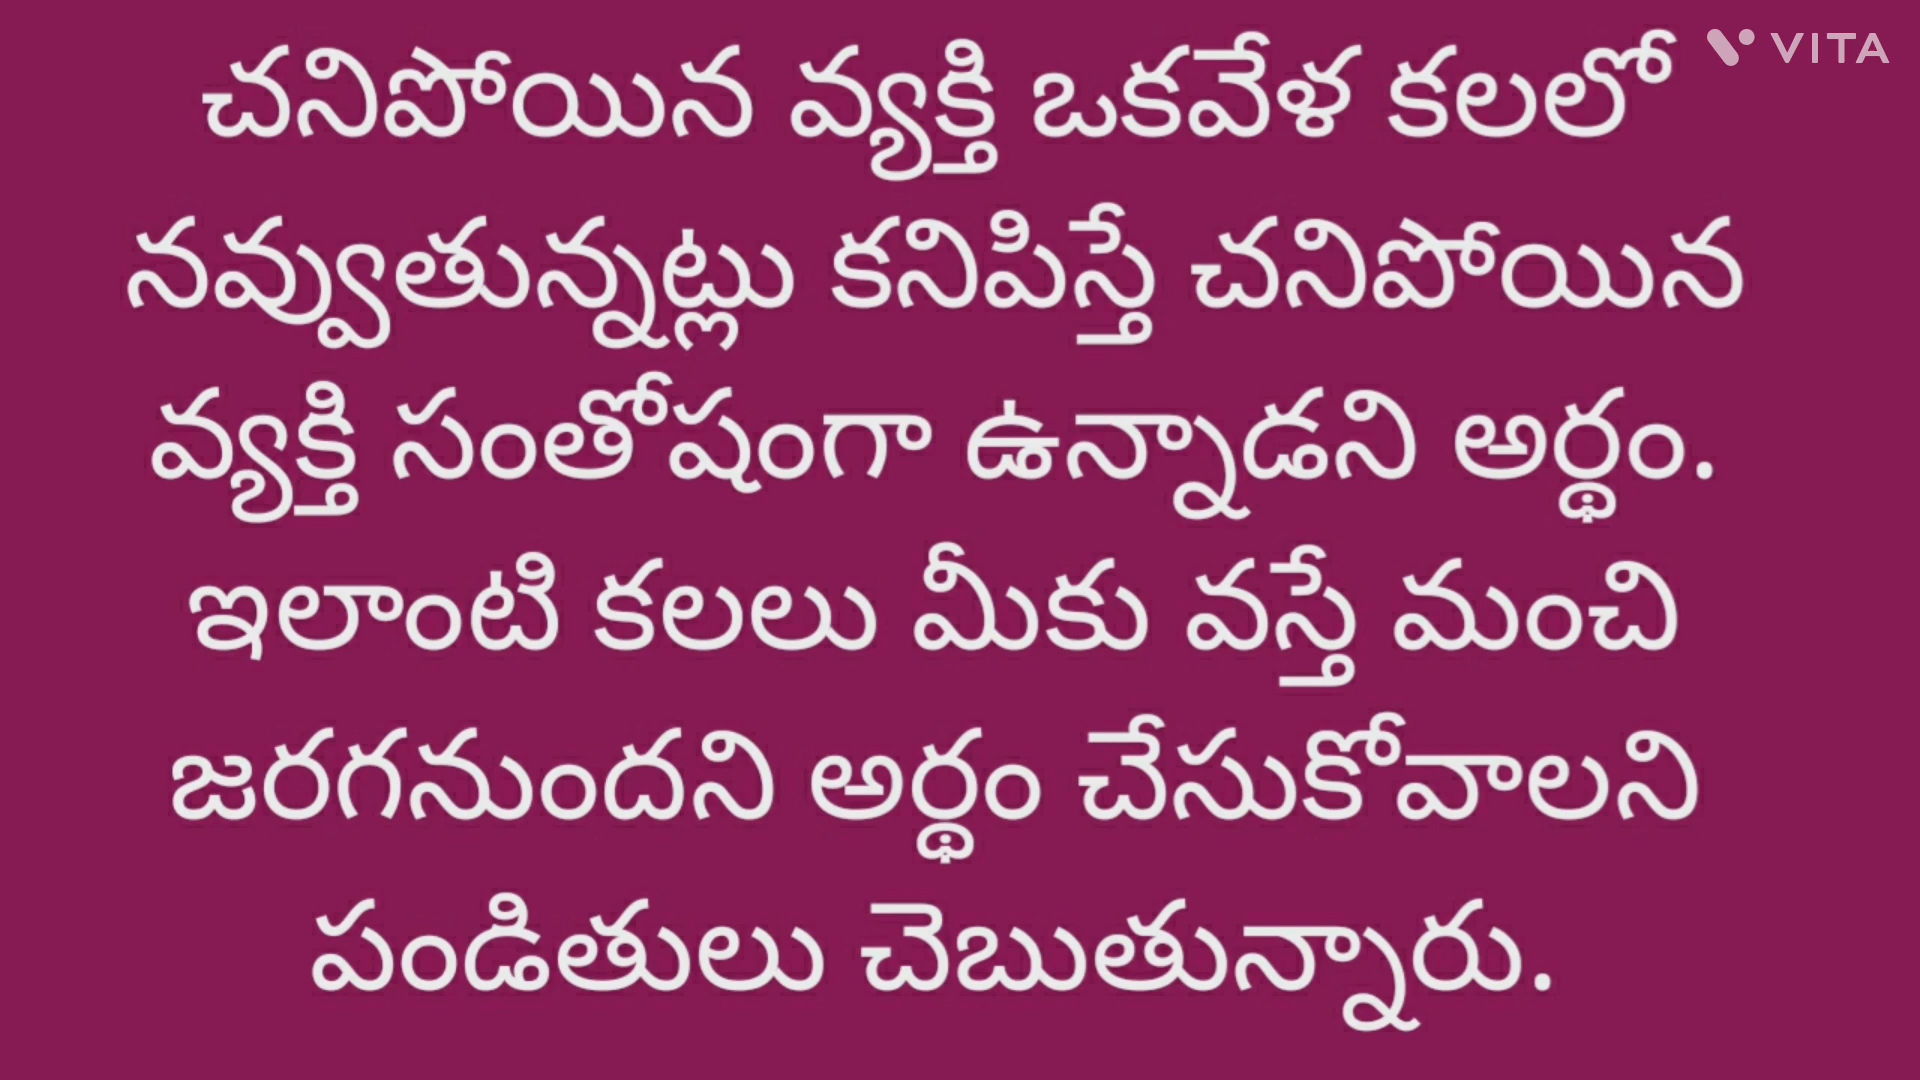 VITA
చనిపోయిన వ్యక్తి ఒకవేళ కలలో
నవ్వుతున్నట్లు కనిపిస్తే చనిపోయిన
వ్యక్తి సంతోషంగా ఉన్నాడని అర్థం.
ఇలాంటి కలలు మీకు వస్తే మంచి
జరగనుందని అర్థం చేసుకోవాలని
పండితులు చెబుతున్నారు.